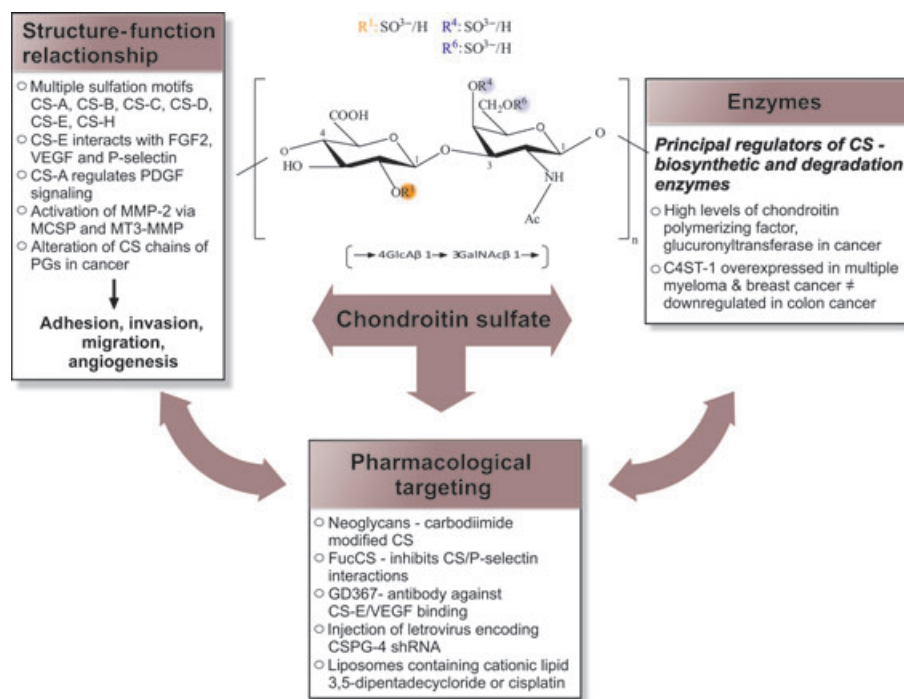 Structure-function
relactionship
○ Multiple sulfation motifs
CS-A, CS-B, CS-C, CS-D,
CS-E, CS-H
○ CS-E interacts with FGF2,
VEGF and P-selectin
○ CS-A regulates PDGF
signaling
○ Activation of MMP-2 via
MCSP and MT3-MMP
○ Alteration of CS chains of
PGs in cancer
Adhesion, invasion,
migration,
angiogenesis
R¹:SO³⁻/H R⁴:SO³⁻/H
R⁶:SO³⁻/H
OR⁴
COOH
CH₂OR⁶
4
O
O
O
O
HO
1
O
3
1
OR¹
NH
Ac
n
[→4GlcAβ 1→ 3GalNAcβ 1→]
Chondroitin sulfate
Enzymes
Principal regulators of CS -
biosynthetic and degradation
enzymes
○ High levels of chondroitin
polymerizing factor,
glucuronyltransferase in cancer
○ C4ST-1 overexpressed in multiple
myeloma & breast cancer ≠
downregulated in colon cancer
Pharmacological
targeting
○ Neoglycans - carbodiimide
modified CS
○ FucCS - inhibits CS/P-selectin
interactions
○ GD367- antibody against
CS-E/VEGF binding
○ Injection of letrovirus encoding
CSPG-4 shRNA
○ Liposomes containing cationic lipid
3,5-dipentadecycloride or cisplatin